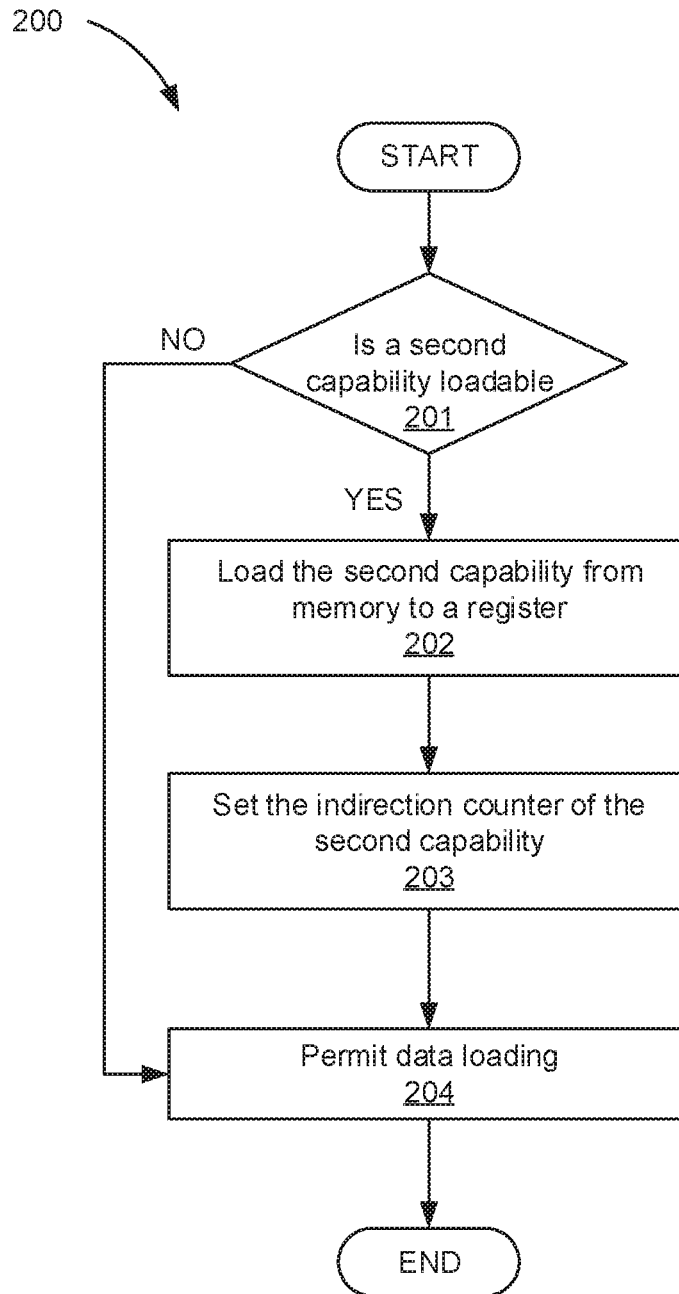 200
START
NO
Is a second
capability loadable
201
YES
Load the second capability from
memory to a register
202
Set the indirection counter of the
second capability
203
Permit data loading
204
END